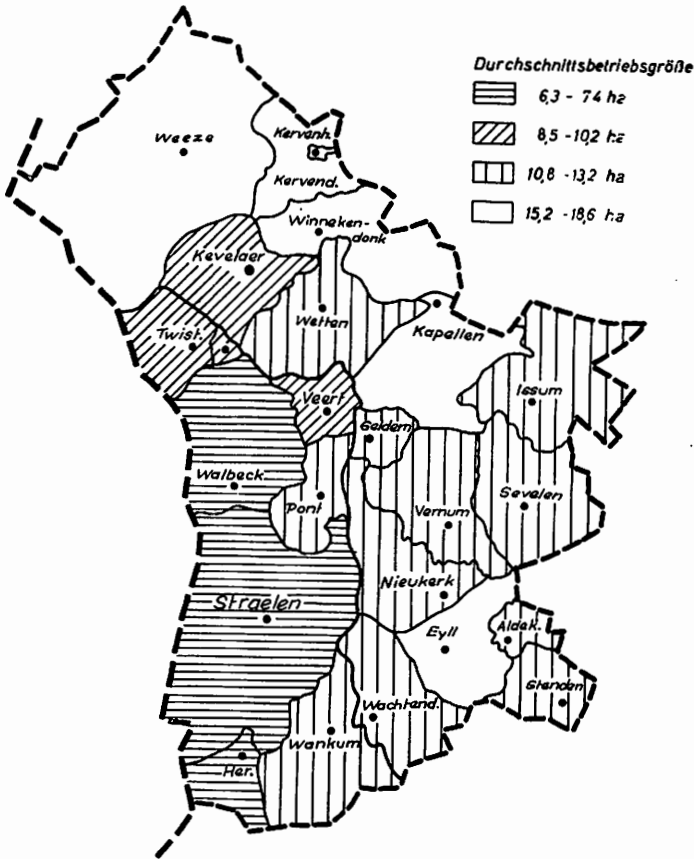 Durchschnittsbetriebsgröße
6,3 - 7,4 ha
8,5 - 10,2 ha
10,8 - 13,2 ha
15,2 - 18,6 ha
Weeze
Kervenh.
Kervend.
Winneken-
donk
Kevelaer
Wetten
Kapellen
Twist.
Issum
Veert
Geldern
Walbeck
Pont
Vernum
Sevelen
Nieukerk
Straelen
Eyll
Aldek.
Stenden
Wachtend.
Wankum
Her.